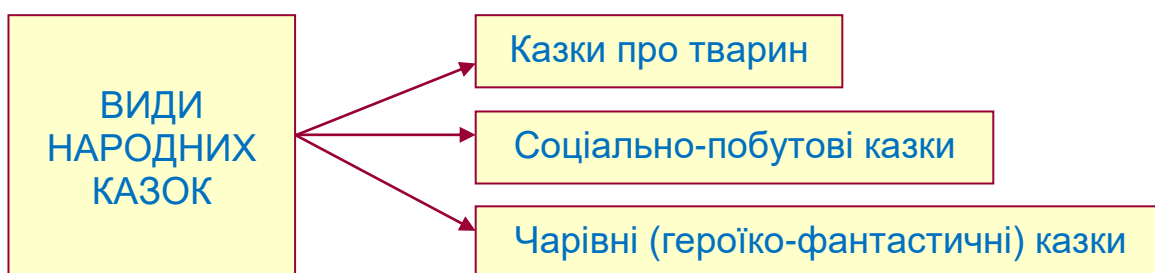 ВИДИ
НАРОДНИХ
КАЗОК
Казки про тварин
Соціально-побутові казки
Чарівні (героїко-фантастичні) казки